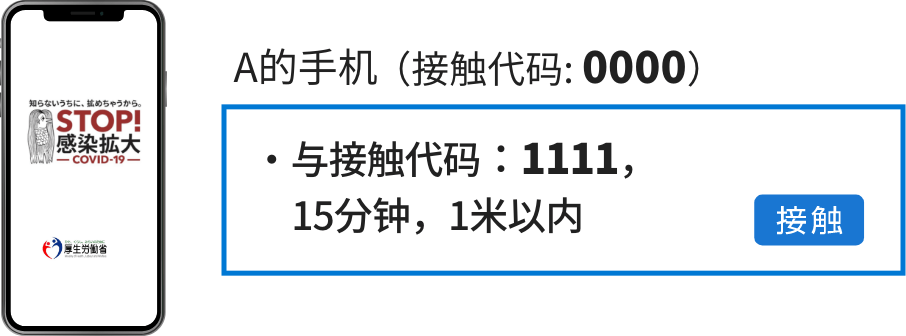 知らないうちに、拡めちゃうから。
STOP!
感染拡大
COVID-19
厚生労働省
A的手机（接触代码: 0000）
・与接触代码：1111，
15分钟，1米以内
接触